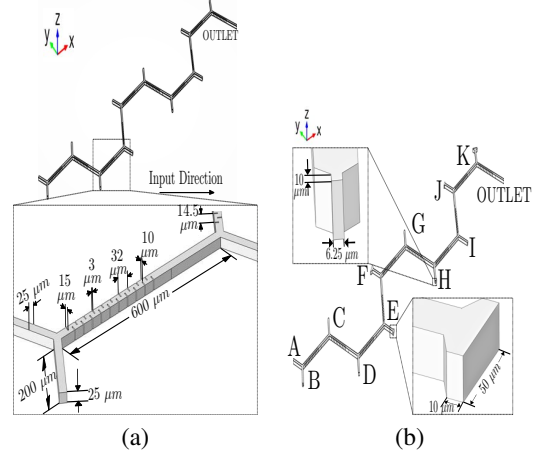 z
y
x
OUTLET
Input Direction
14.5
μm
10
μm
32
μm
3
μm
15
μm
25 μm
600 μm
200 μm
25 μm
(a)
z
y
x
10
μm
6.25 μm
K
J
OUTLET
G
I
F
H
E
C
A
B
D
10 μm
50 μm
(b)